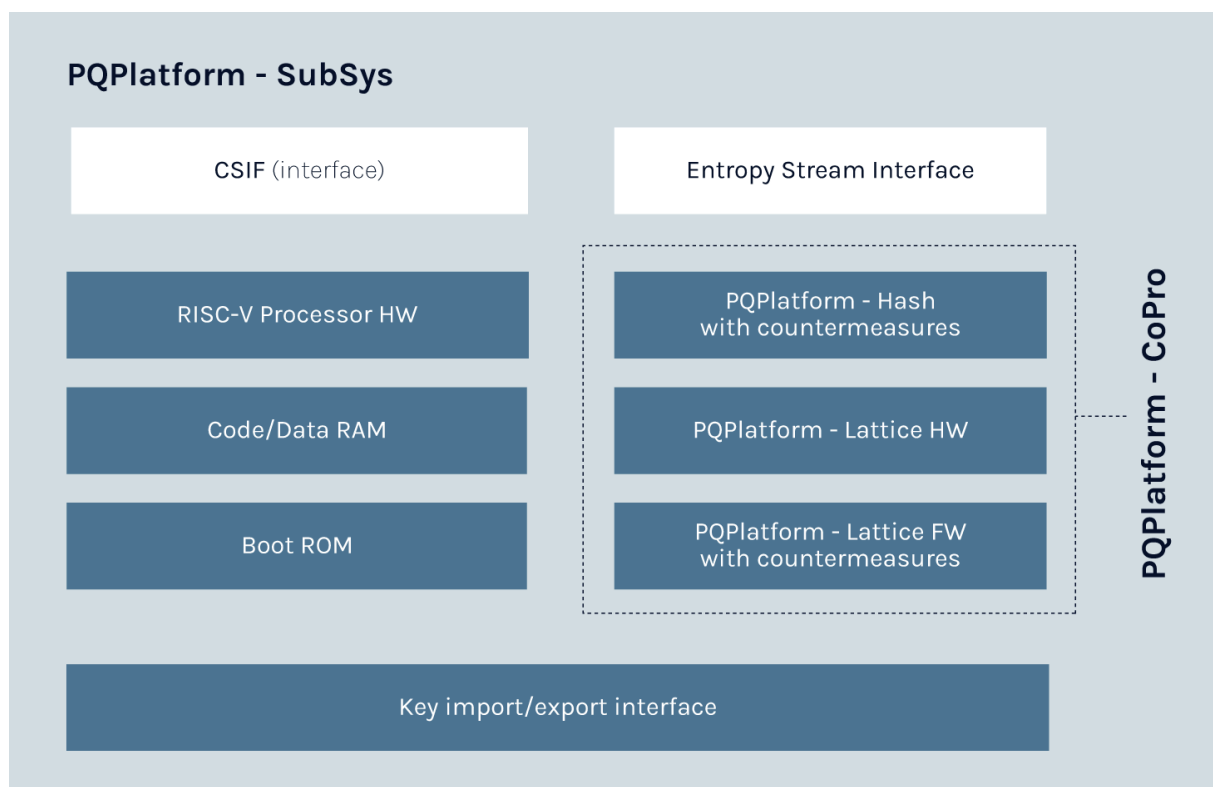 PQPlatform - SubSys
CSIF (interface)
Entropy Stream Interface
RISC-V Processor HW
PQPlatform - Hash
with countermeasures
Code/Data RAM
PQPlatform - Lattice HW
Boot ROM
PQPlatform - Lattice FW
with countermeasures
PQPlatform - CoPro
Key import/export interface